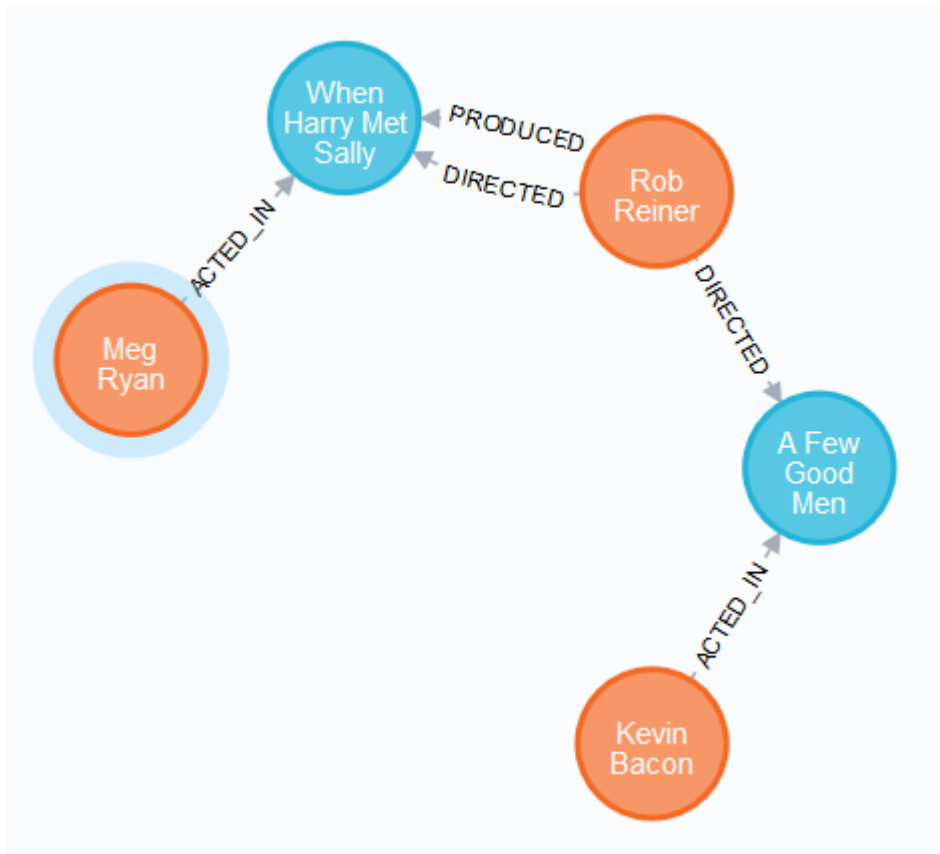 When
Harry Met
Sally
PRODUCED
DIRECTED
Rob
Reiner
ACTED_IN
DIRECTED
Meg
Ryan
A Few
Good
Men
ACTED_IN
Kevin
Bacon